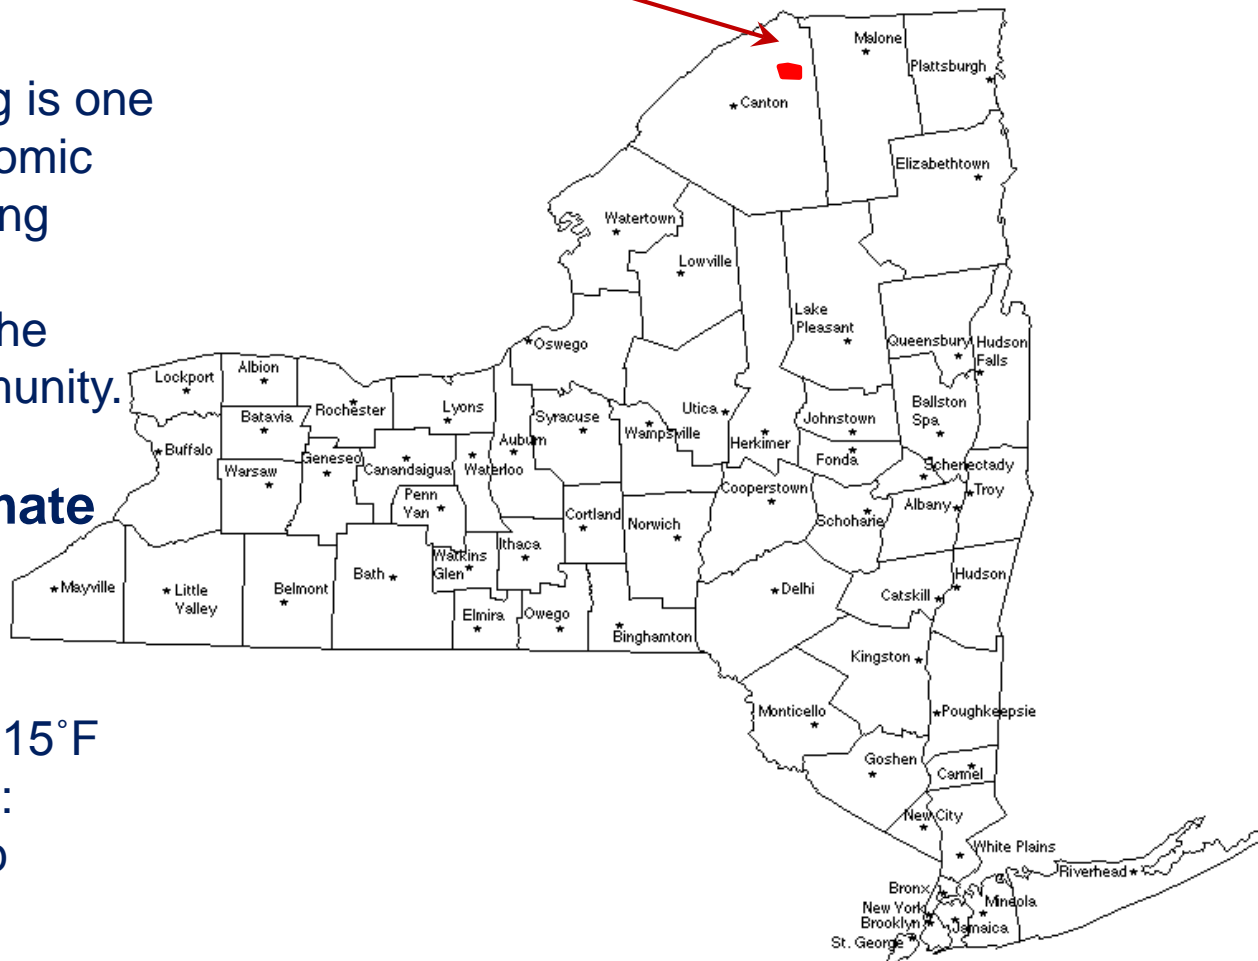 g is one
omic
ng
he
munity.
nate
15˚F
:
o
Malone
Plattsburgh
Canton
Elizabethtown
Watertown
Lowville
Lake
Pleasant
Queensbury
Hudson
Falls
Oswego
Albion
Lockport
Rochester
Lyons
Batavia
Syracuse
Utica
Johnstown
Ballston
Spa
Auburn
Wampsville
Herkimer
Buffalo
Geneseo
Canandaigua
Waterloo
Fonda
Schenectady
Warsaw
Penn
Yan
Cooperstown
Troy
Albany
Cortland
Norwich
Schoharie
Ithaca
Watkins
Glen
Bath
Mayville
Little
Valley
Belmont
Delhi
Hudson
Catskill
Elmira
Owego
Binghamton
Kingston
Monticello
Poughkeepsie
Goshen
Carmel
New City
White Plains
Riverhead
Bronx
Mineola
New York
Brooklyn
Jamaica
St. George